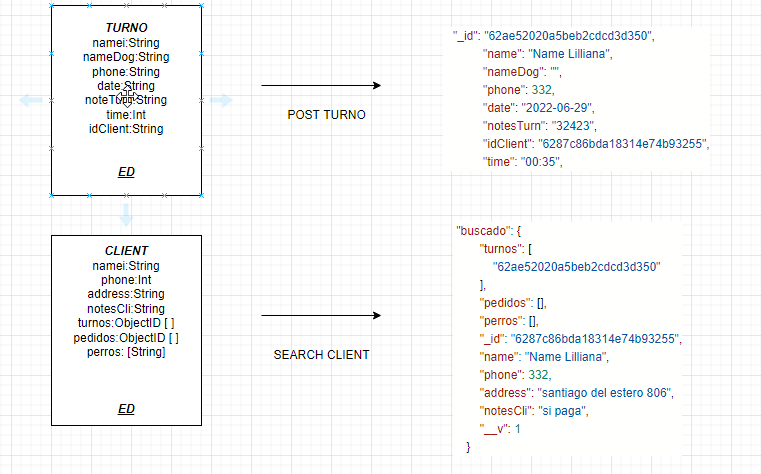 TURNO
namei:String
nameDog:String
phone:String
date:String
noteTurn:String
time:Int
idClient:String
ED
POST TURNO
"_id": "62ae52020a5beb2cdcd3d350",
"name": "Name Lilliana",
"nameDog": "",
"phone": 332,
"date": "2022-06-29",
"notesTurn": "32423",
"idClient": "6287c86bda18314e74b93255",
"time": "00:35",
CLIENT
namei:String
phone:Int
address:String
notesCli:String
turnos:ObjectID [ ]
pedidos:ObjectID [ ]
perros: [String]
ED
SEARCH CLIENT
"buscado": {
"turnos": [
"62ae52020a5beb2cdcd3d350"
],
"pedidos": [],
"perros": [],
"_id": "6287c86bda18314e74b93255",
"name": "Name Lilliana",
"phone": 332,
"address": "santiago del estero 806",
"notesCli": "si paga",
"__v": 1
}